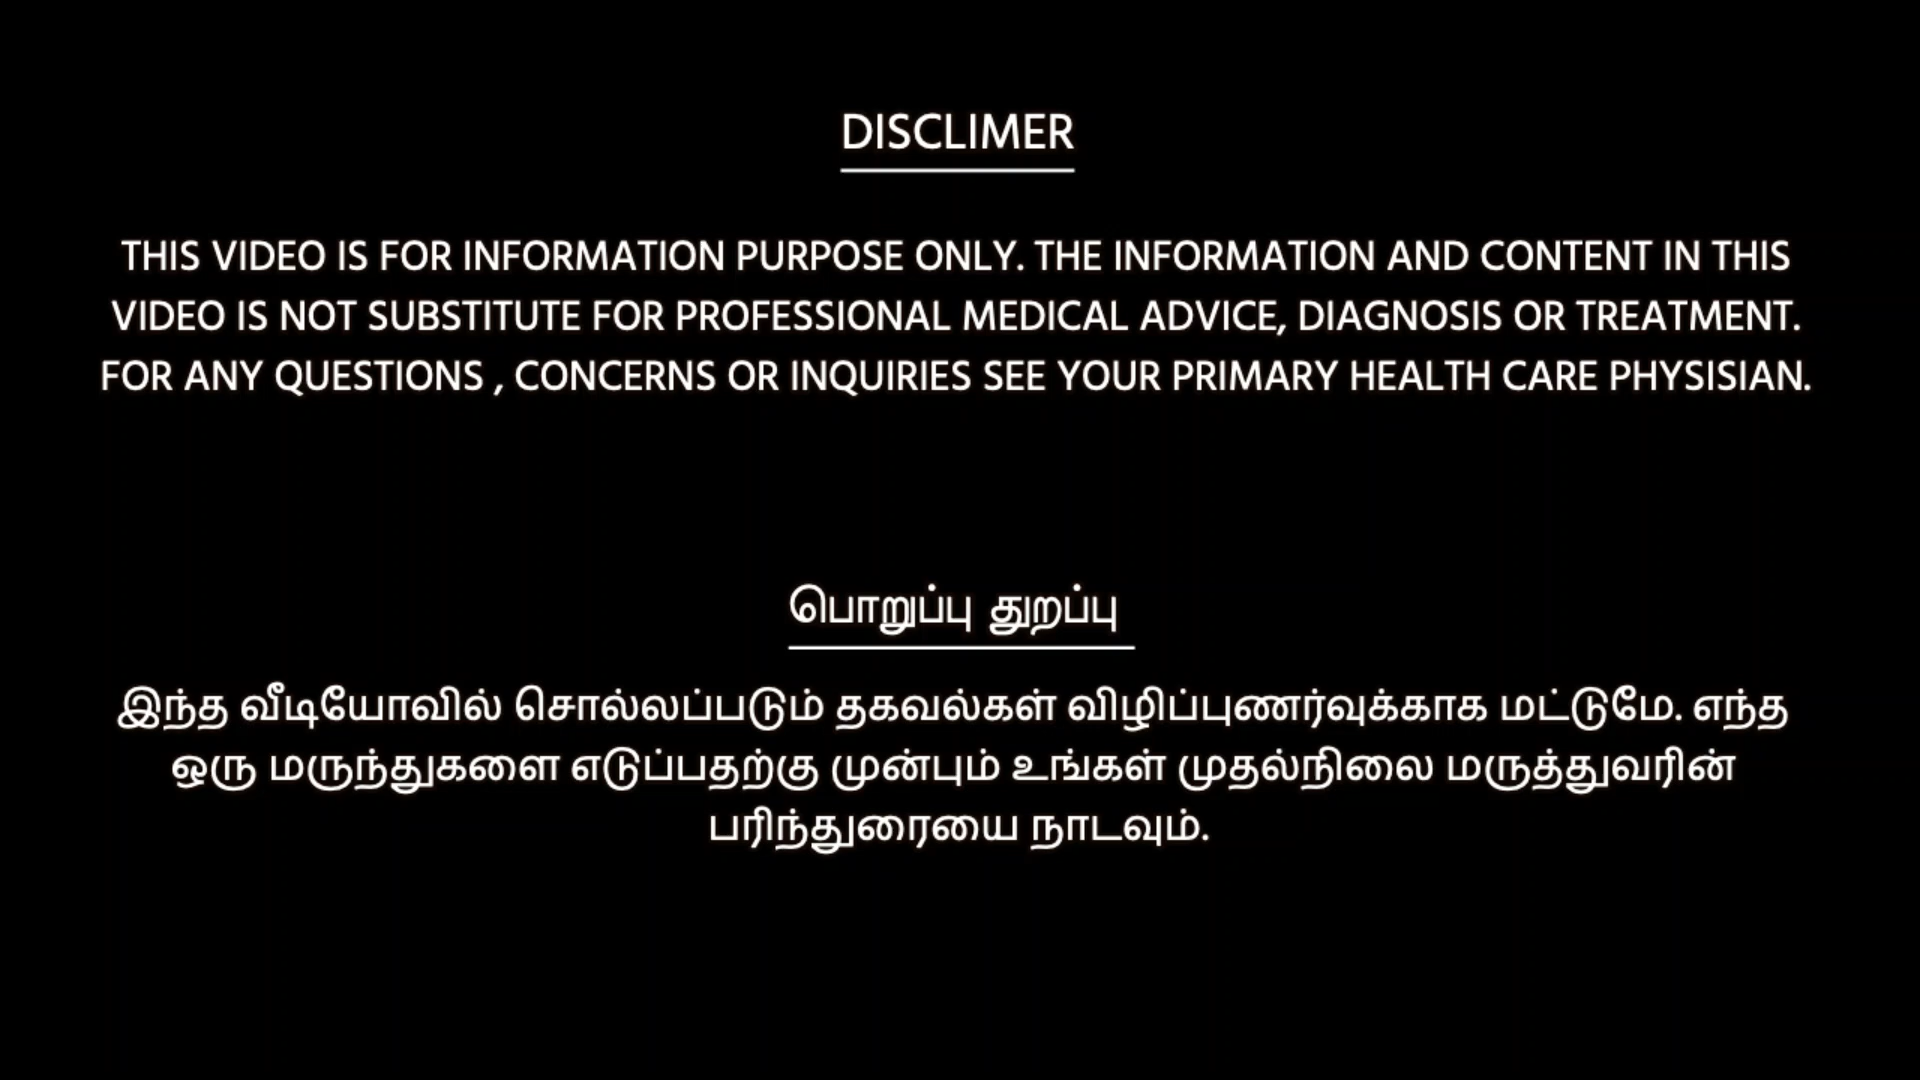 DISCLIMER
THIS VIDEO IS FOR INFORMATION PURPOSE ONLY. THE INFORMATION AND CONTENT IN THIS
VIDEO IS NOT SUBSTITUTE FOR PROFESSIONAL MEDICAL ADVICE, DIAGNOSIS OR TREATMENT.
FOR ANY QUESTIONS , CONCERNS OR INQUIRIES SEE YOUR PRIMARY HEALTH CARE PHYSISIAN.
பொறுப்பு துறப்பு
இந்த வீடியோவில் சொல்லப்படும் தகவல்கள் விழிப்புணர்வுக்காக மட்டுமே. எந்த
ஒரு மருந்துகளை எடுப்பதற்கு முன்பும் உங்கள் முதல்நிலை மருத்துவரின்
பரிந்துரையை நாடவும்.